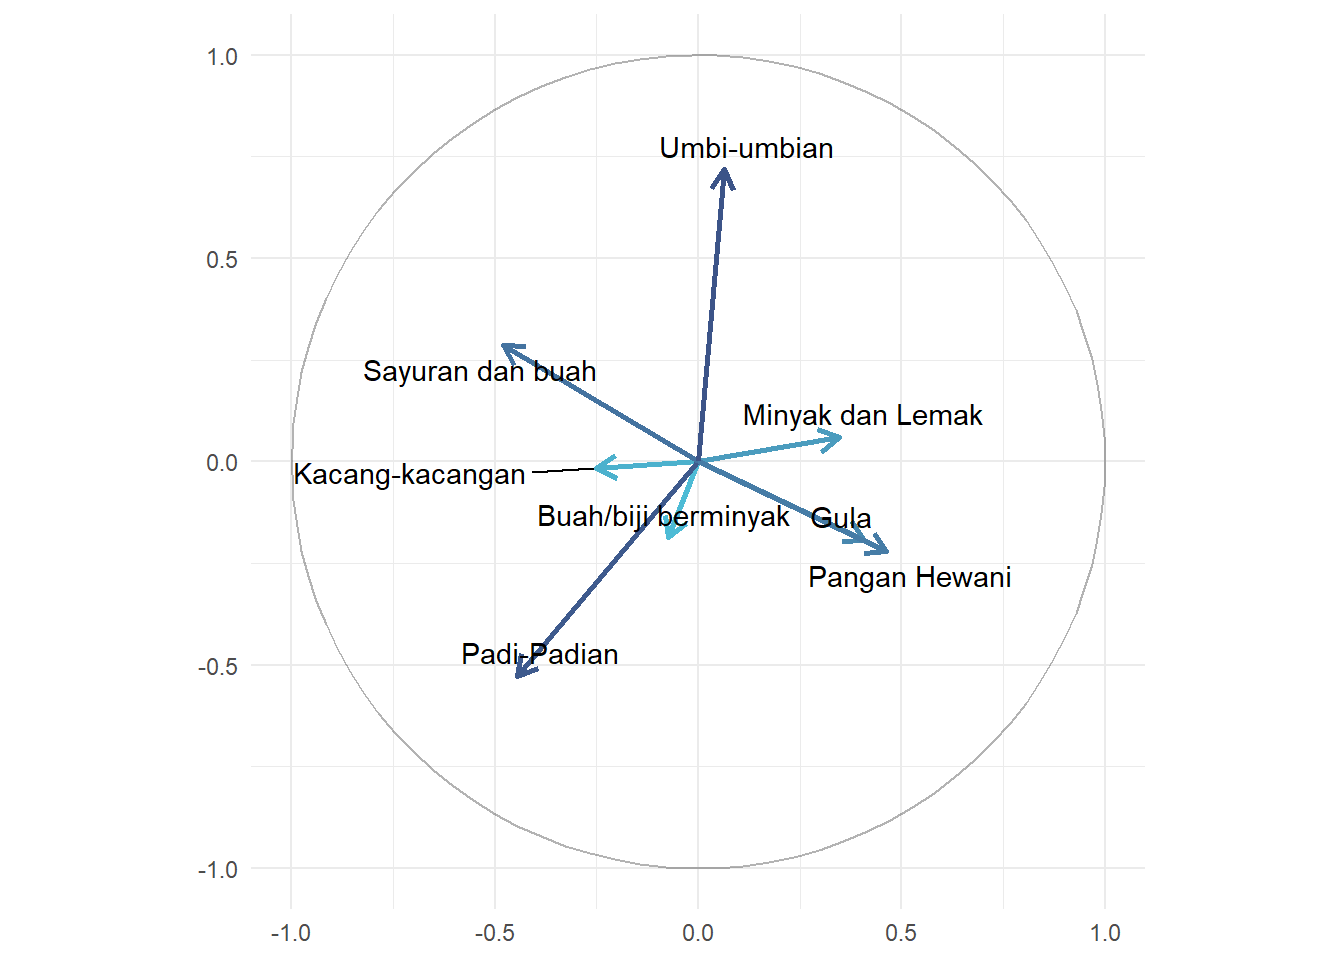 1.0
Umbi-umbian
0.5
Sayuran dan buah
Minyak dan Lemak
0.0
Kacang-kacangan
Buah/biji berminyak
Gula
Pangan Hewani
Padi-Padian
-0.5
-1.0
-1.0 -0.5 0.0 0.5 1.0